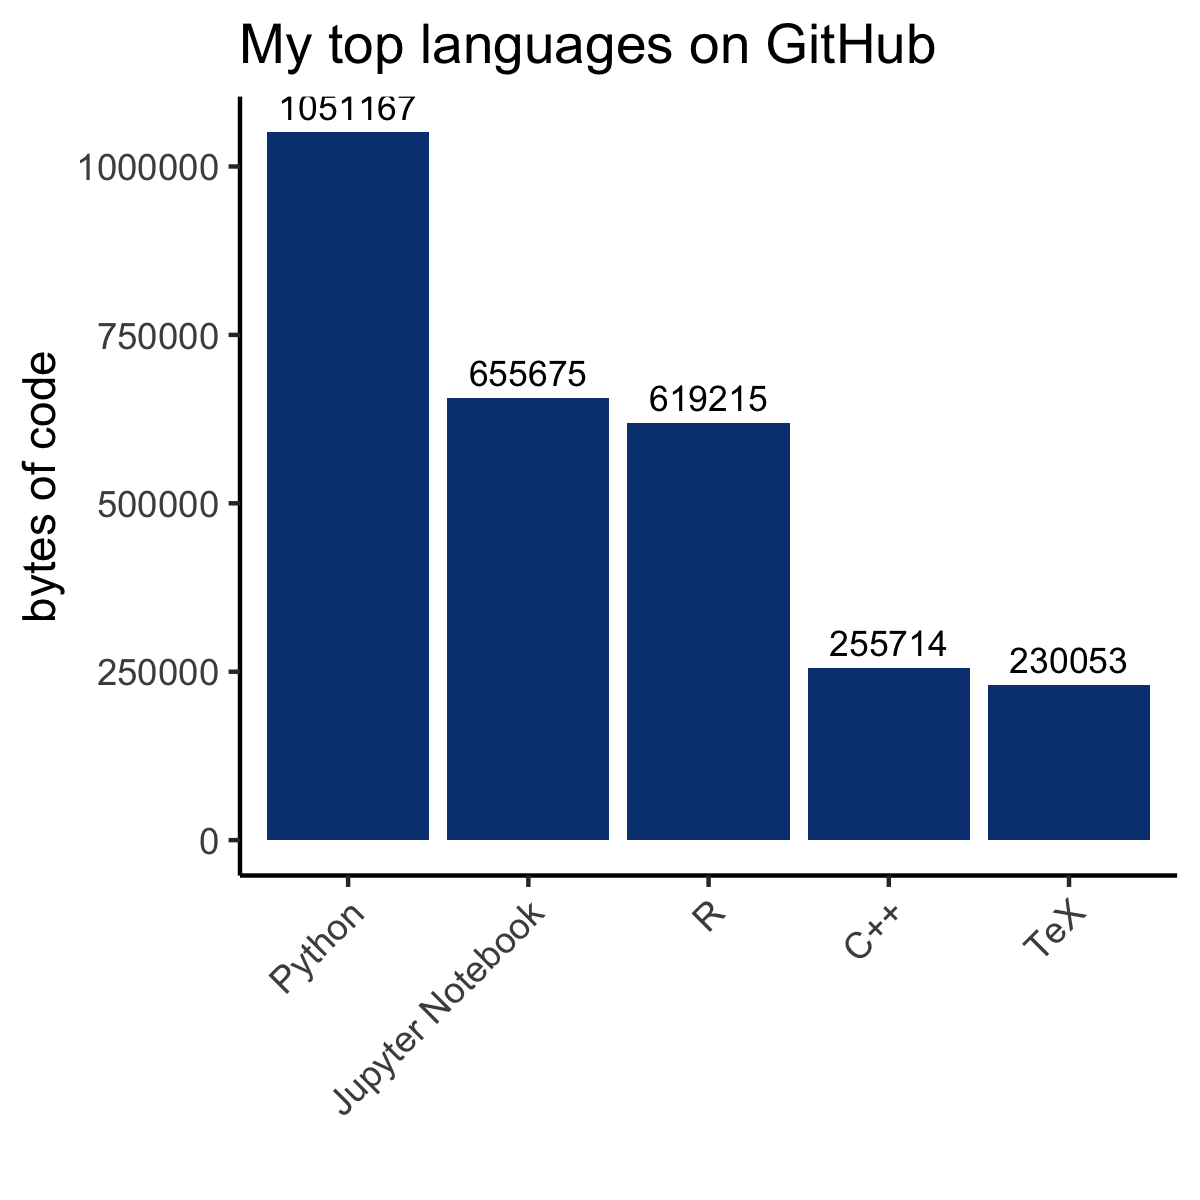 My top languages on GitHub
1051167
1000000
750000
655675
619215
500000
255714
250000
230053
0
bytes of code
Python
Jupyter Notebook
R
C++
TeX